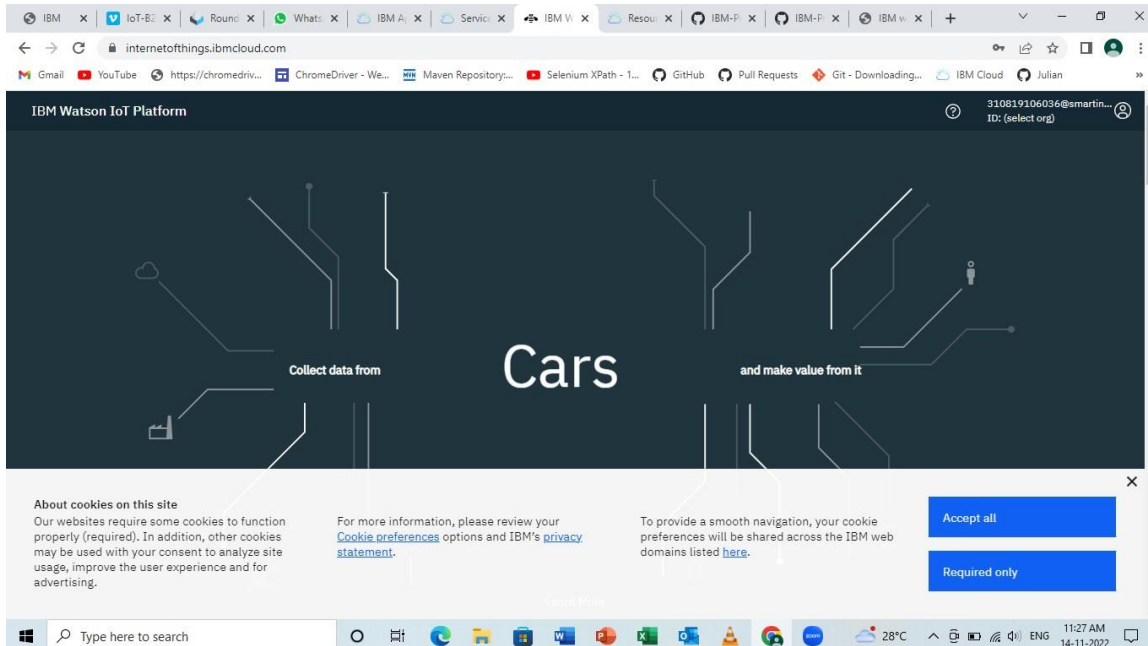 IBM
IoT-B2
Round
Whats
IBM A
Service
IBM W
Resou
IBM-P
IBM-P
IBM w
internetofthings.ibmcloud.com
Gmail YouTube https://chromedriv... ChromeDriver - We... Maven Repository:... Selenium XPath - 1... GitHub Pull Requests Git - Downloading... IBM Cloud Julian »
IBM Watson IoT Platform
310819106036@smartin...
ID: (select org)
Collect data from Cars and make value from it
About cookies on this site
Our websites require some cookies to function
properly (required). In addition, other cookies
may be used with your consent to analyze site
usage, improve the user experience and for
advertising.
For more information, please review your
Cookie preferences options and IBM's privacy
statement.
To provide a smooth navigation, your cookie
preferences will be shared across the IBM web
domains listed here.
Accept all
Required only
Learn More
Type here to search
zoom
28°C
ENG
11:27 AM
14-11-2022